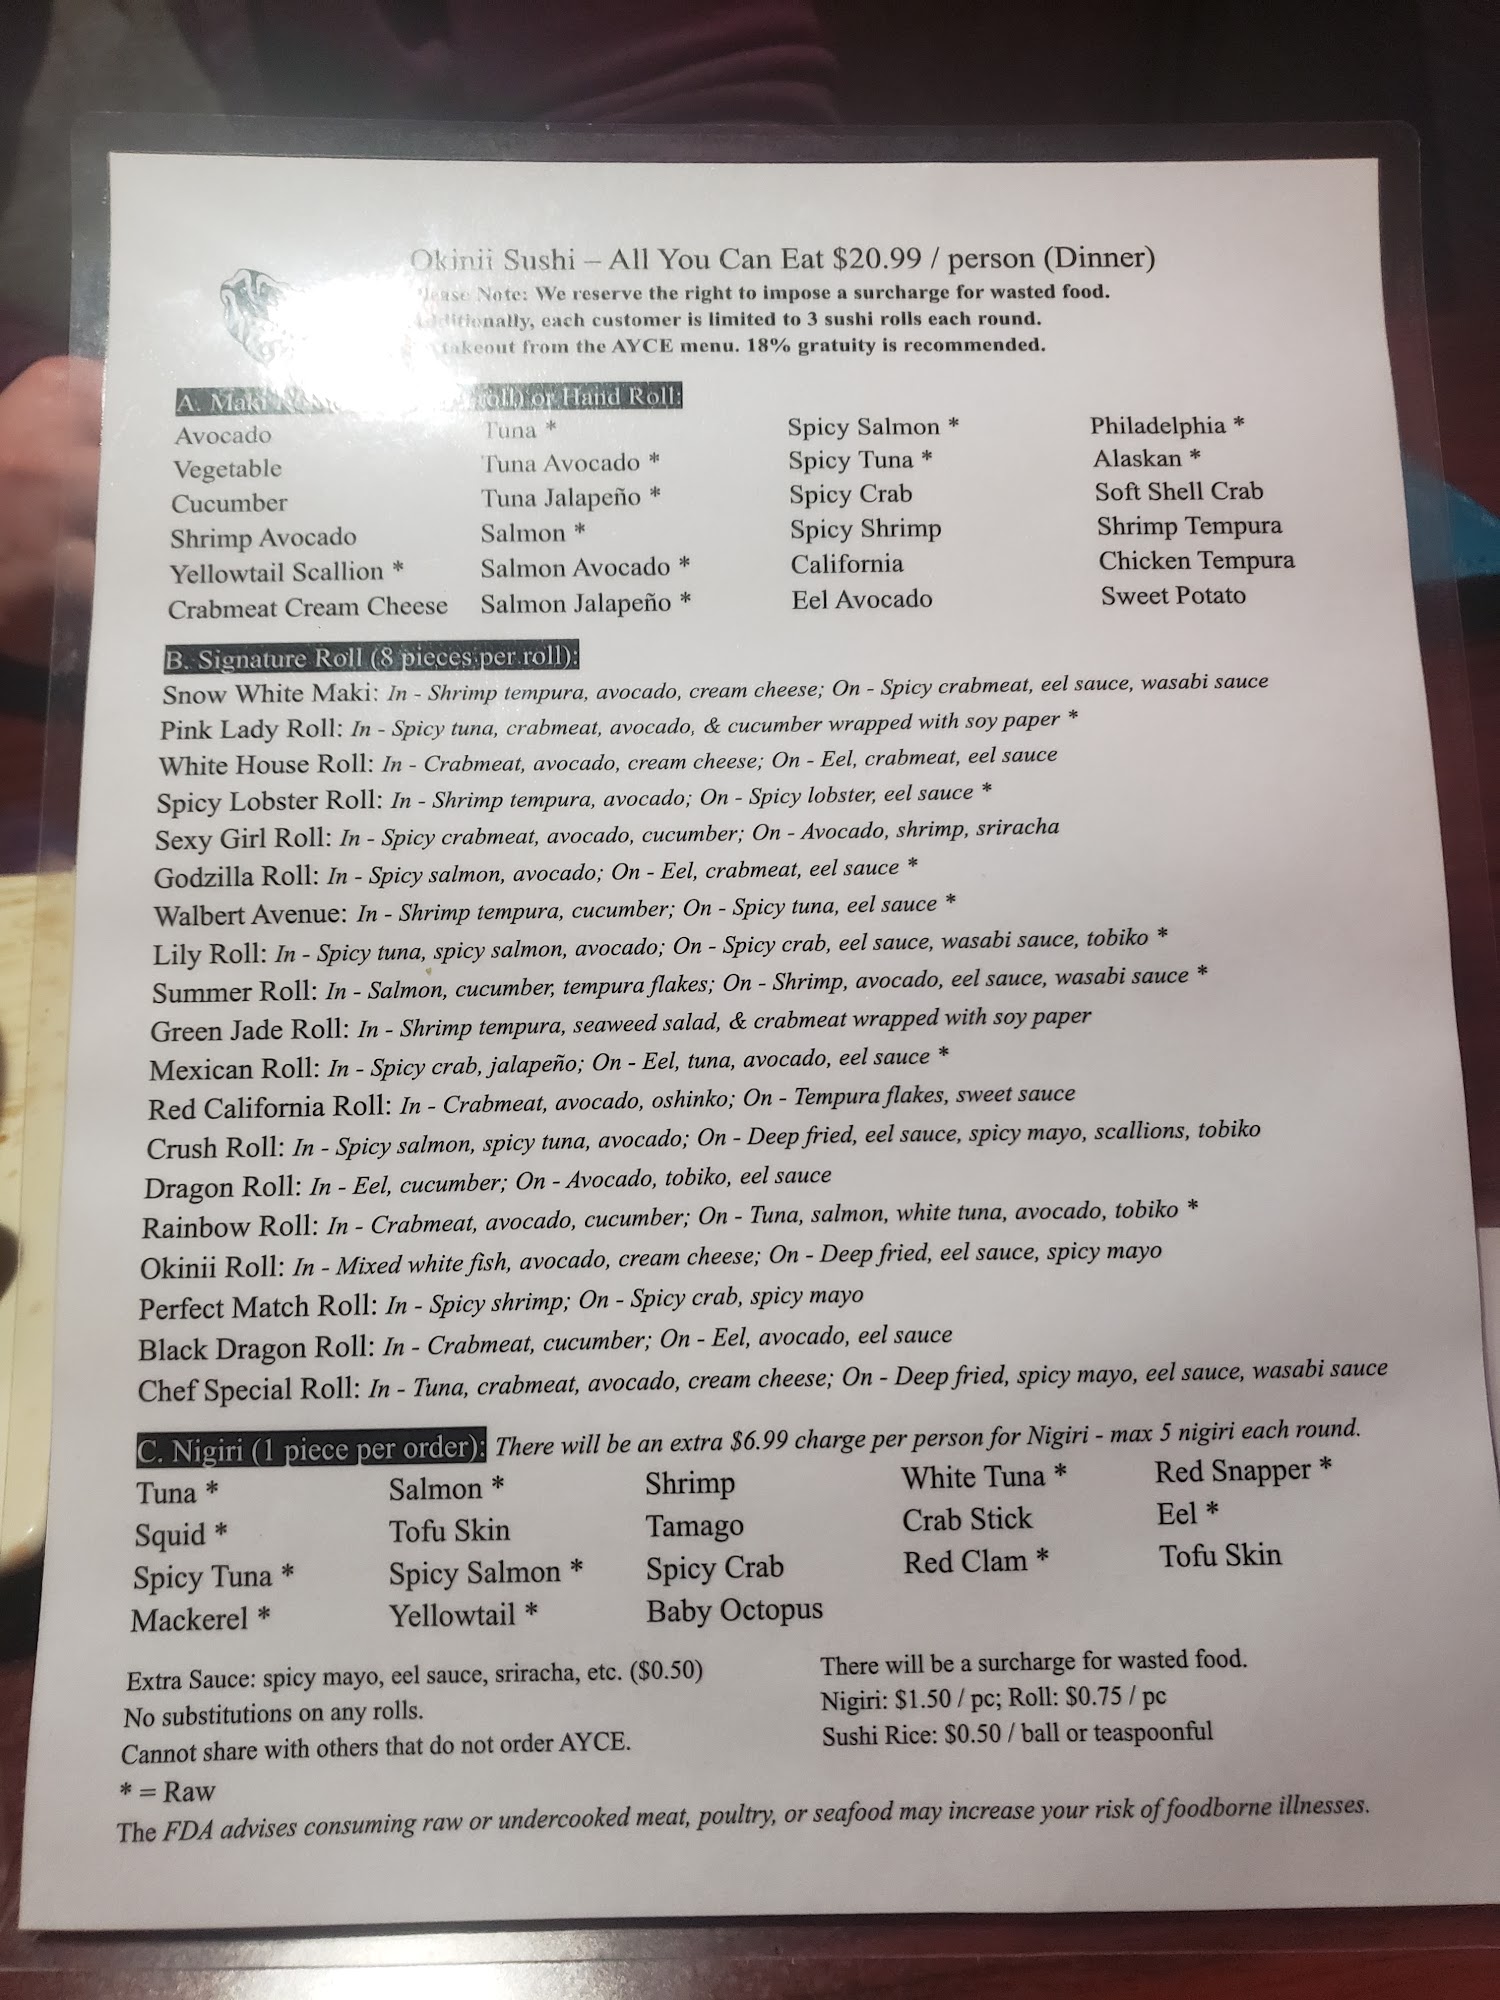 Okinii Sushi – All You Can Eat $20.99 / person (Dinner)
Please Note: We reserve the right to impose a surcharge for wasted food.
Additionally, each customer is limited to 3 sushi rolls each round.
takeout from the AYCE menu. 18% gratuity is recommended.
A. Maki roll) or Hand Roll:
Avocado Tuna * Spicy Salmon * Philadelphia *
Vegetable Tuna Avocado * Spicy Tuna * Alaskan *
Cucumber Tuna Jalapeño * Spicy Crab Soft Shell Crab
Shrimp Avocado Salmon * Spicy Shrimp Shrimp Tempura
Yellowtail Scallion * Salmon Avocado * California Chicken Tempura
Crabmeat Cream Cheese Salmon Jalapeño * Eel Avocado Sweet Potato
B. Signature Roll (8 pieces per roll):
Snow White Maki: In - Shrimp tempura, avocado, cream cheese; On - Spicy crabmeat, eel sauce, wasabi sauce
Pink Lady Roll: In - Spicy tuna, crabmeat, avocado, & cucumber wrapped with soy paper *
White House Roll: In - Crabmeat, avocado, cream cheese; On - Eel, crabmeat, eel sauce
Spicy Lobster Roll: In - Shrimp tempura, avocado; On - Spicy lobster, eel sauce *
Sexy Girl Roll: In - Spicy crabmeat, avocado, cucumber; On - Avocado, shrimp, sriracha
Godzilla Roll: In - Spicy salmon, avocado; On - Eel, crabmeat, eel sauce *
Walbert Avenue: In - Shrimp tempura, cucumber; On - Spicy tuna, eel sauce *
Lily Roll: In - Spicy tuna, spicy salmon, avocado; On - Spicy crab, eel sauce, wasabi sauce, tobiko *
Summer Roll: In - Salmon, cucumber, tempura flakes; On - Shrimp, avocado, eel sauce, wasabi sauce *
Green Jade Roll: In - Shrimp tempura, seaweed salad, & crabmeat wrapped with soy paper
Mexican Roll: In - Spicy crab, jalapeño; On - Eel, tuna, avocado, eel sauce *
Red California Roll: In - Crabmeat, avocado, oshinko; On - Tempura flakes, sweet sauce
Crush Roll: In - Spicy salmon, spicy tuna, avocado; On - Deep fried, eel sauce, spicy mayo, scallions, tobiko
Dragon Roll: In - Eel, cucumber; On - Avocado, tobiko, eel sauce
Rainbow Roll: In - Crabmeat, avocado, cucumber; On - Tuna, salmon, white tuna, avocado, tobiko *
Okinii Roll: In - Mixed white fish, avocado, cream cheese; On - Deep fried, eel sauce, spicy mayo
Perfect Match Roll: In - Spicy shrimp; On - Spicy crab, spicy mayo
Black Dragon Roll: In - Crabmeat, cucumber; On - Eel, avocado, eel sauce
Chef Special Roll: In - Tuna, crabmeat, avocado, cream cheese; On - Deep fried, spicy mayo, eel sauce, wasabi sauce
C. Nigiri (1 piece per order): There will be an extra $6.99 charge per person for Nigiri - max 5 nigiri each round.
Tuna * Salmon * Shrimp White Tuna * Red Snapper *
Squid * Tofu Skin Tamago Crab Stick Eel *
Spicy Tuna * Spicy Salmon * Spicy Crab Red Clam * Tofu Skin
Mackerel * Yellowtail * Baby Octopus
Extra Sauce: spicy mayo, eel sauce, sriracha, etc. ($0.50) There will be a surcharge for wasted food.
No substitutions on any rolls. Nigiri: $1.50 / pc; Roll: $0.75 / pc
Cannot share with others that do not order AYCE. Sushi Rice: $0.50 / ball or teaspoonful
* = Raw
The FDA advises consuming raw or undercooked meat, poultry, or seafood may increase your risk of foodborne illnesses.